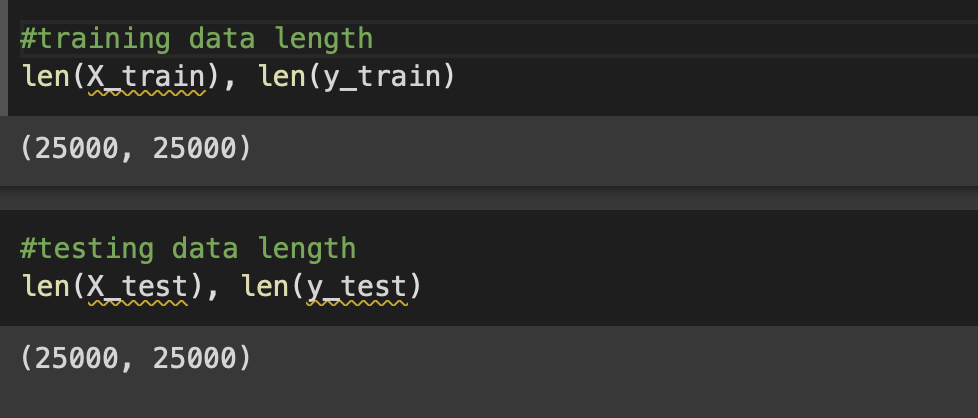 #training data length
len(X_train), len(y_train)
(25000, 25000)
#testing data length
len(X_test), len(y_test)
(25000, 25000)